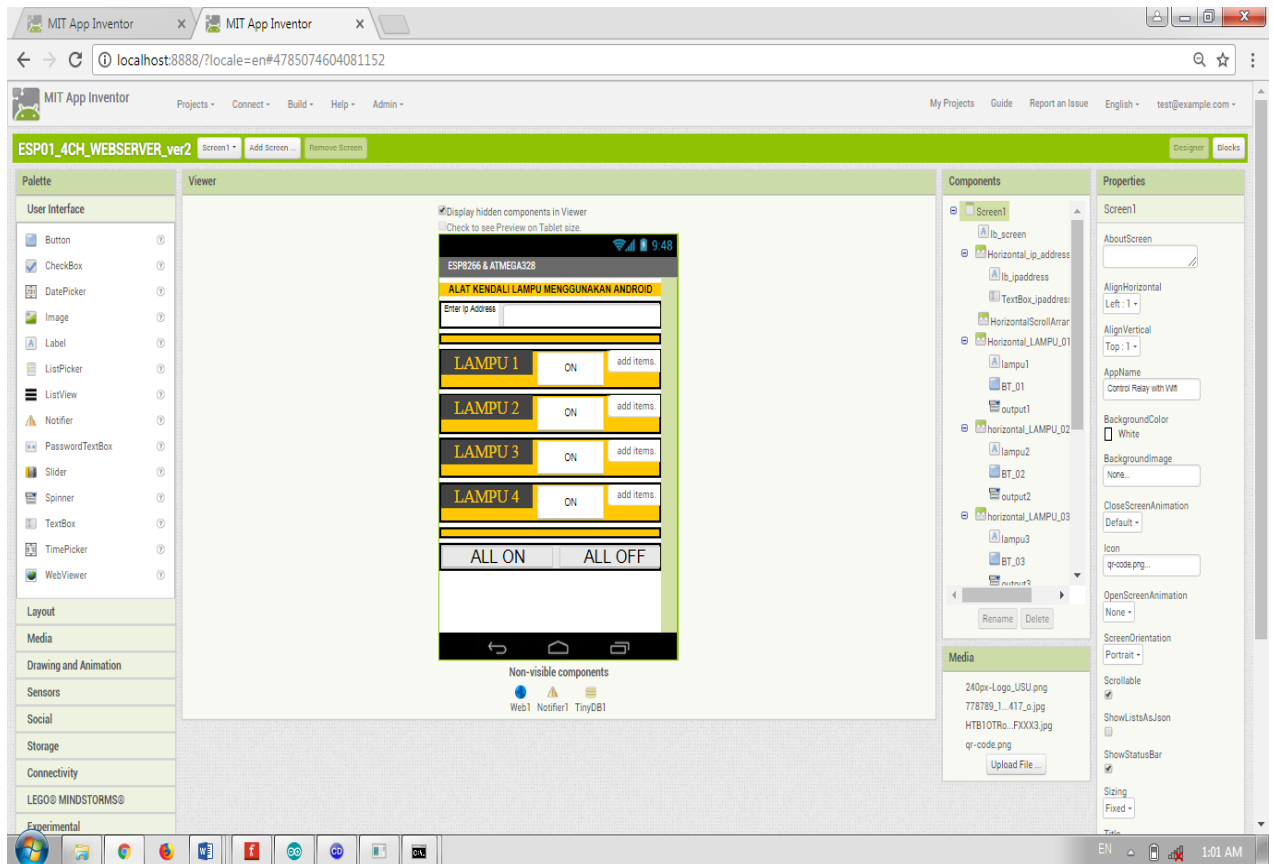 MIT App Inventor
MIT App Inventor
localhost:8888/?locale=en#4785074604081152
MIT App Inventor
Projects
Connect
Build
Help
Admin
My Projects
Guide
Report an Issue
English
test@example.com
ESP01_4CH_WEBSERVER_ver2
Screen1
Add Screen ...
Remove Screen
Designer
Blocks
Palette
User Interface
Button
CheckBox
DatePicker
Image
Label
ListPicker
ListView
Notifier
PasswordTextBox
Slider
Spinner
TextBox
TimePicker
WebViewer
Layout
Media
Drawing and Animation
Sensors
Social
Storage
Connectivity
LEGO® MINDSTORMS®
Experimental
Viewer
Display hidden components in Viewer
Check to see Preview on Tablet size.
9:48
ESP8266 & ATMEGA328
ALAT KENDALI LAMPU MENGGUNAKAN ANDROID
Enter Ip Address
LAMPU 1
ON
add items.
LAMPU 2
ON
add items.
LAMPU 3
ON
add items.
LAMPU 4
ON
add items.
ALL ON
ALL OFF
Non-visible components
Web1
Notifier1
TinyDB1
Components
Screen1
lb_screen
Horizontal_ip_address
lb_ipaddress
TextBox_ipaddres
HorizontalScrollArrar
Horizontal_LAMPU_01
lampu1
BT_01
output1
horizontal_LAMPU_02
lampu2
BT_02
output2
horizontal_LAMPU_03
lampu3
BT_03
output3
Rename
Delete
Media
240px-Logo_USU.png
778789_1...417_o.jpg
HTB1OTRo...FXXX3.jpg
qr-code.png
Upload File ...
Properties
Screen1
AboutScreen
AlignHorizontal
Left : 1
AlignVertical
Top : 1
AppName
Control Relay with Wifi
BackgroundColor
White
BackgroundImage
None...
CloseScreenAnimation
Default
Icon
qr-code.png...
OpenScreenAnimation
None
ScreenOrientation
Portrait
Scrollable
ShowListsAsJson
ShowStatusBar
Sizing
Fixed
Title
EN
1:01 AM